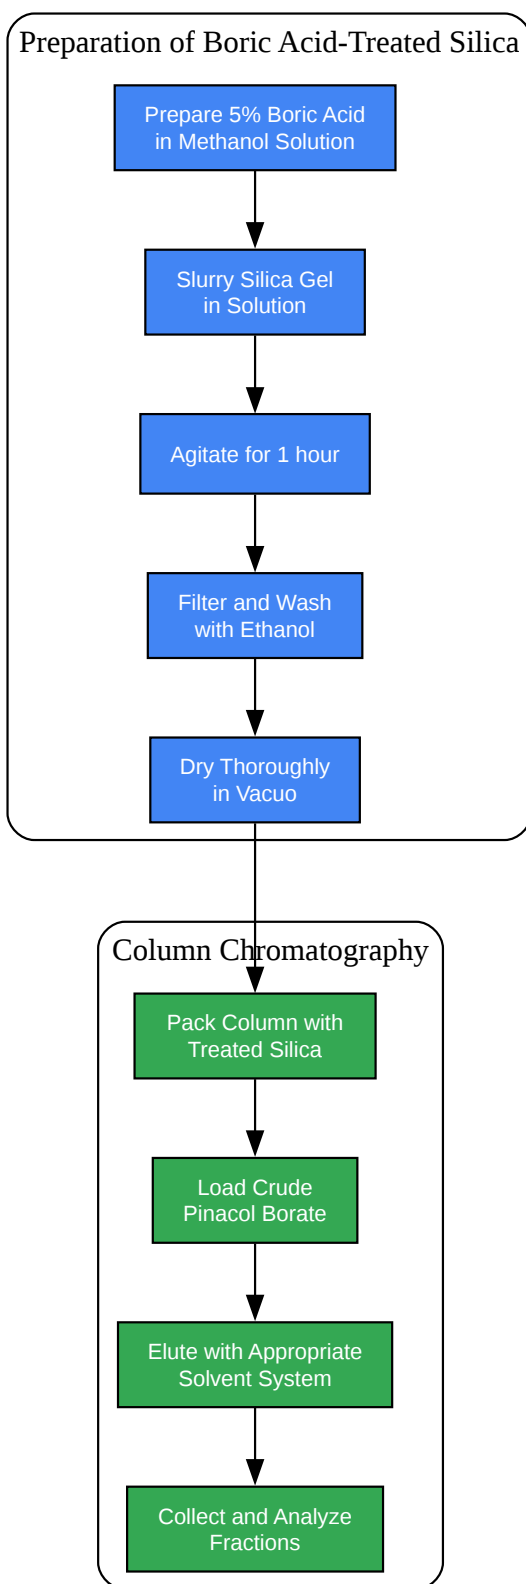 Preparation of Boric Acid-Treated Silica
Prepare 5% Boric Acid
in Methanol Solution
Slurry Silica Gel
in Solution
Agitate for 1 hour
Filter and Wash
with Ethanol
Dry Thoroughly
in Vacuo
Column Chromatography
Pack Column with
Treated Silica
Load Crude
Pinacol Borate
Elute with Appropriate
Solvent System
Collect and Analyze
Fractions